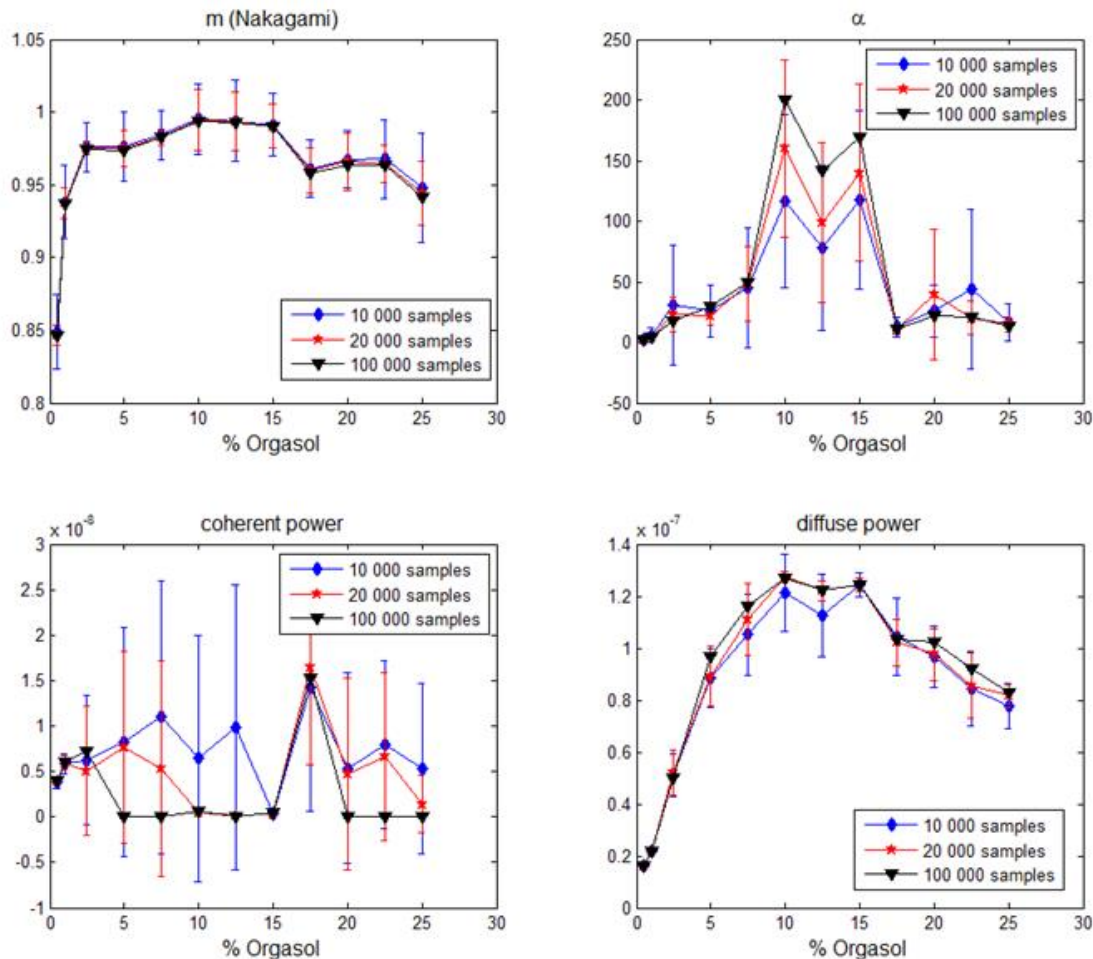 m (Nakagami)
1.05
1
0.95
0.9
0.85
0.8
10 000 samples
20 000 samples
100 000 samples
0 5 10 15 20 25 30
% Orgasol
α
250
200
150
100
50
0
-50
10 000 samples
20 000 samples
100 000 samples
0 5 10 15 20 25 30
% Orgasol
coherent power
x 10⁻⁸
3
2.5
2
1.5
1
0.5
0
-0.5
-1
10 000 samples
20 000 samples
100 000 samples
0 5 10 15 20 25 30
% Orgasol
diffuse power
x 10⁻⁷
1.4
1.2
1
0.8
0.6
0.4
0.2
0
10 000 samples
20 000 samples
100 000 samples
0 5 10 15 20 25 30
% Orgasol